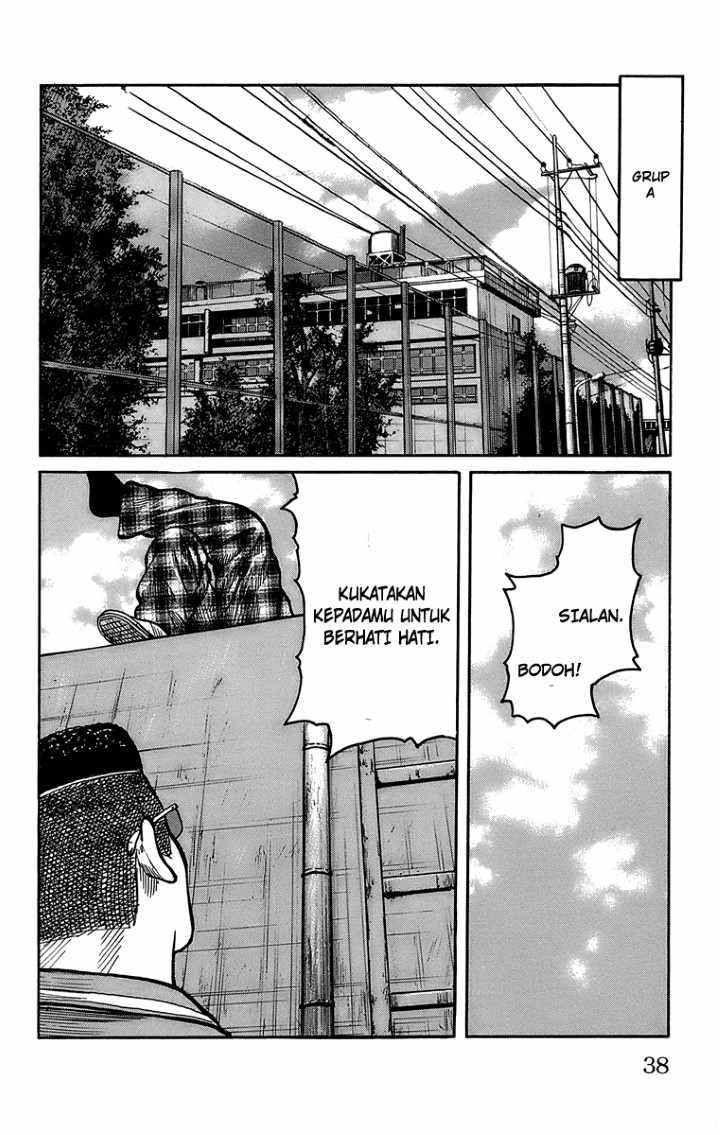 GRUP
A
SIALAN.
BODOH!
KUKATAKAN
KEPADAMU UNTUK
BERHATI HATI.
38